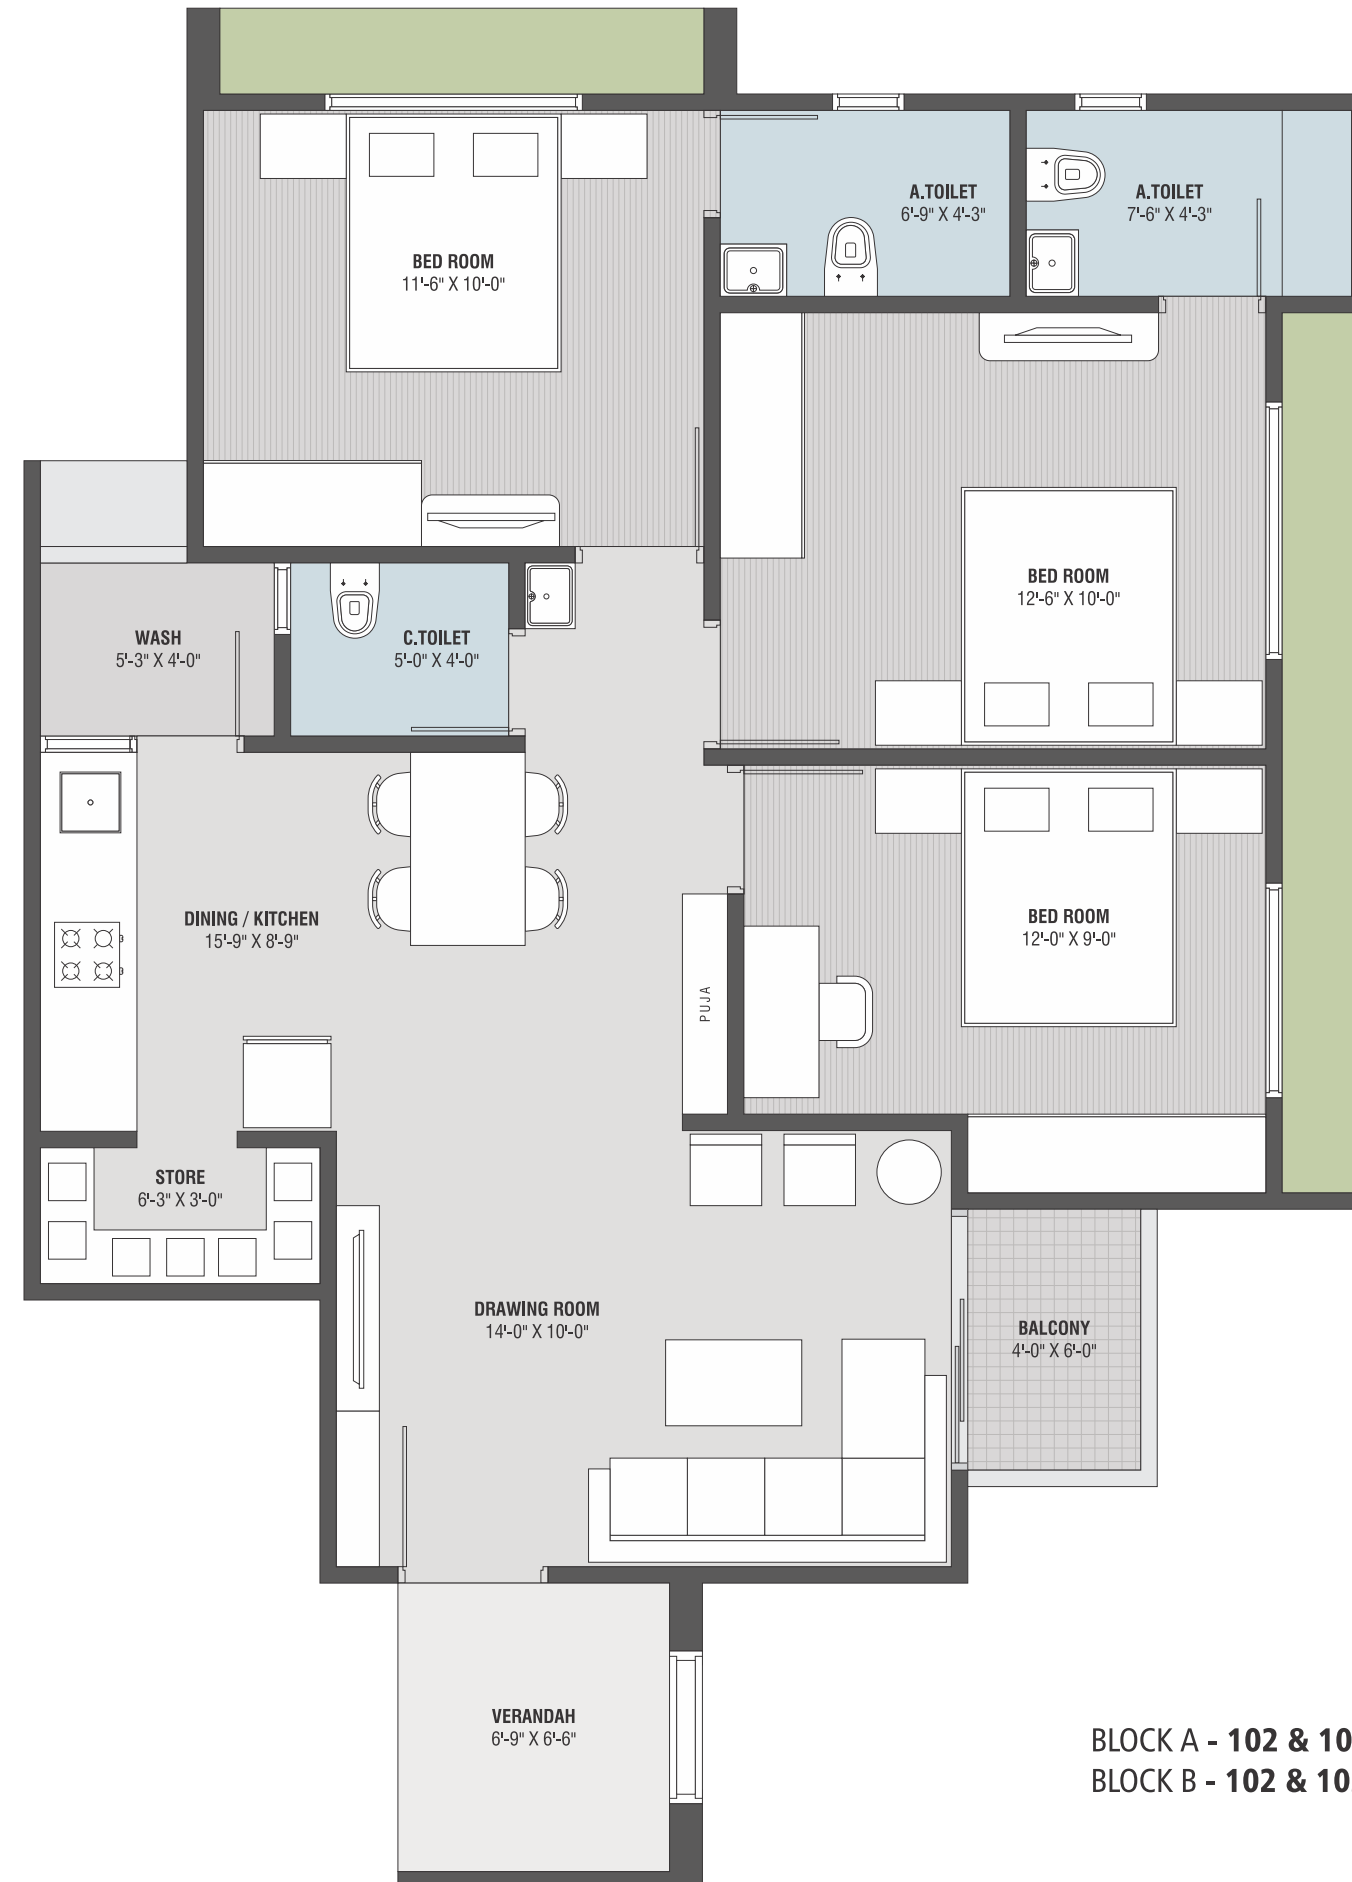 A.TOILET
6'-9" X 4'-3"
A.TOILET
7'-6" X 4'-3"
BED ROOM
11'-6" X 10'-0"
BED ROOM
12'-6" X 10'-0"
WASH
5'-3" X 4'-0"
C.TOILET
5'-0" X 4'-0"
DINING / KITCHEN
15'-9" X 8'-9"
BED ROOM
12'-0" X 9'-0"
PUJA
STORE
6'-3" X 3'-0"
DRAWING ROOM
14'-0" X 10'-0"
BALCONY
4'-0" X 6'-0"
VERANDAH
6'-9" X 6'-6"
BLOCK A - 102 & 10
BLOCK B - 102 & 10